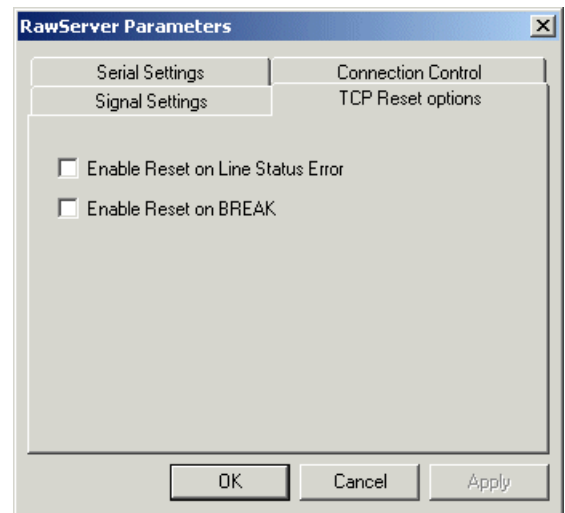 RawServer Parameters
Serial Settings
Connection Control
Signal Settings
TCP Reset options
Enable Reset on Line Status Error
Enable Reset on BREAK
OK
Cancel
Apply